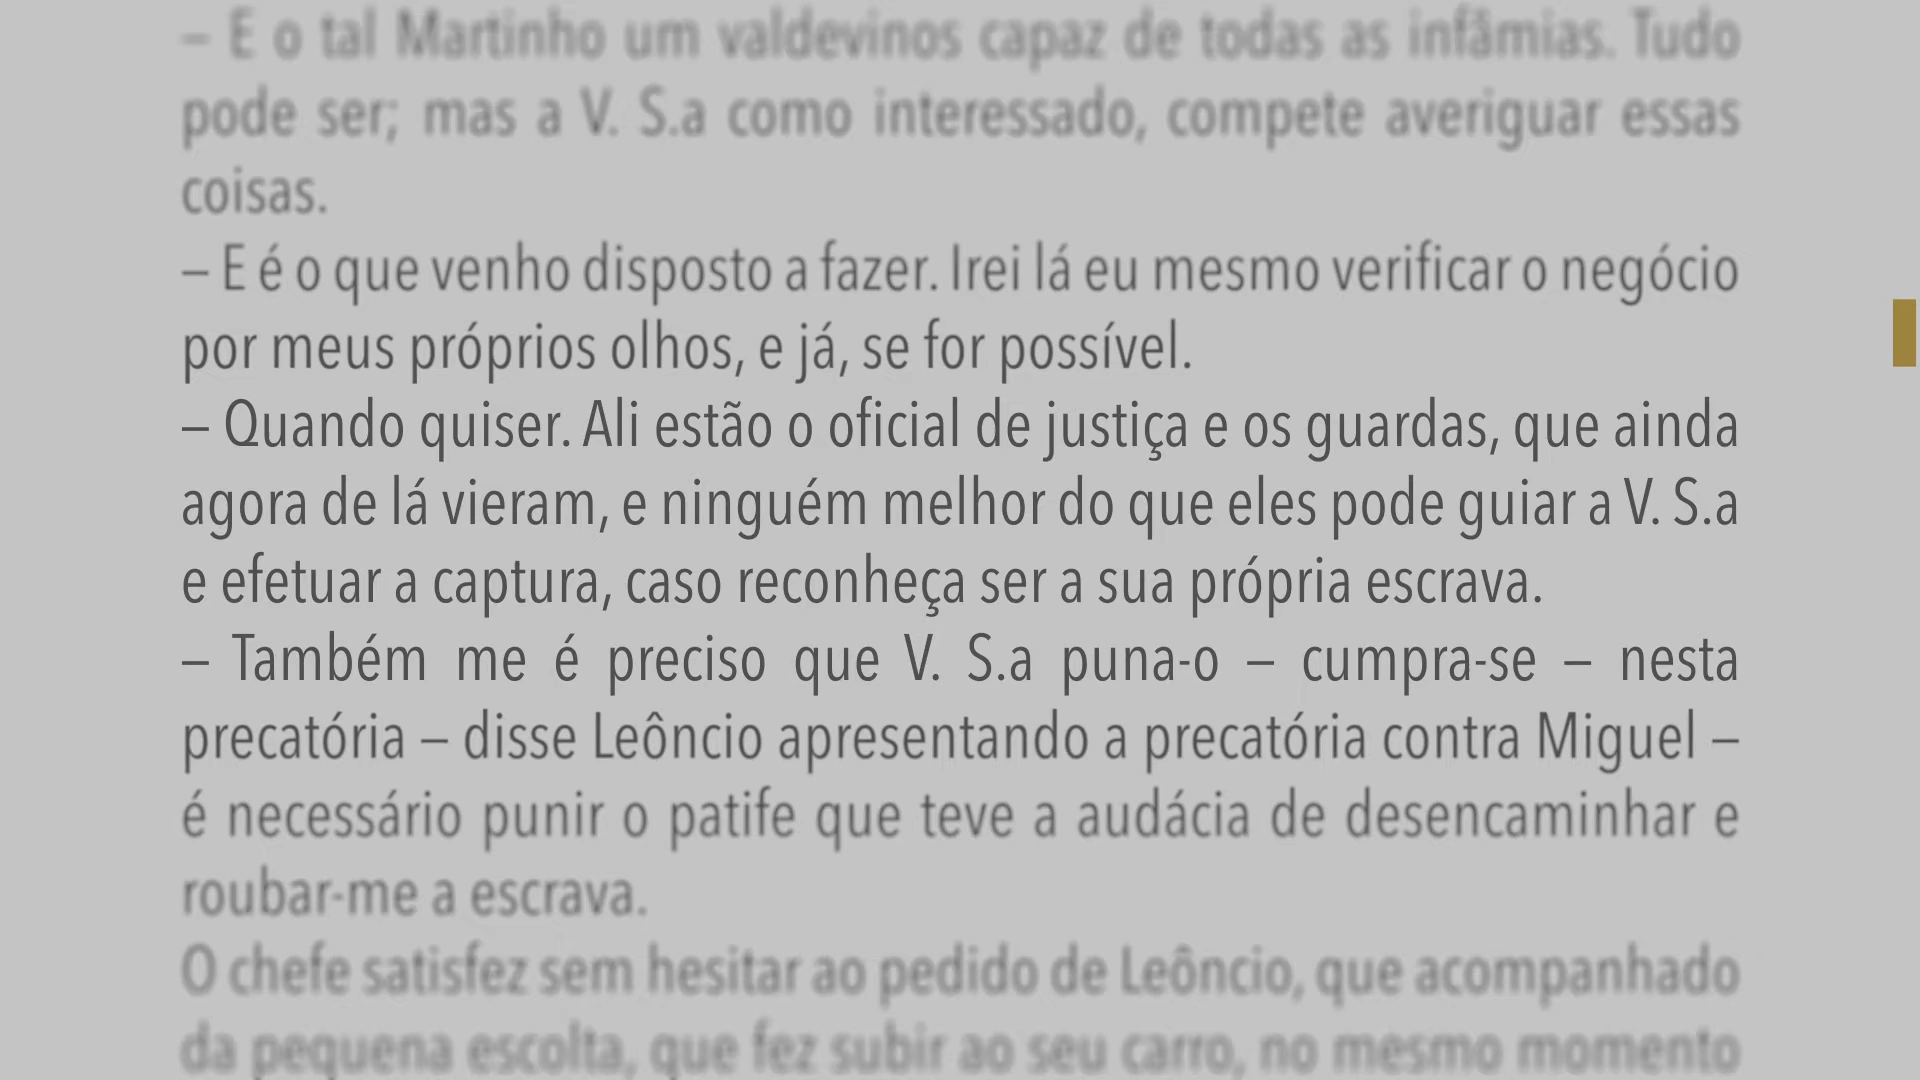 – E o tal Martinho um valdevinos capaz de todas as infâmias. Tudo
pode ser; mas a V. S.a como interessado, compete averiguar essas
coisas.
– E é o que venho disposto a fazer. Irei lá eu mesmo verificar o negócio
por meus próprios olhos, e já, se for possível.
– Quando quiser. Ali estão o oficial de justiça e os guardas, que ainda
agora de lá vieram, e ninguém melhor do que eles pode guiar a V. S.a
e efetuar a captura, caso reconheça ser a sua própria escrava.
– Também me é preciso que V. S.a puna-o – cumpra-se – nesta
precatória – disse Leôncio apresentando a precatória contra Miguel –
é necessário punir o patife que teve a audácia de desencaminhar e
roubar-me a escrava.
O chefe satisfez sem hesitar ao pedido de Leôncio, que acompanhado
da pequena escolta, que fez subir ao seu carro, no mesmo momento